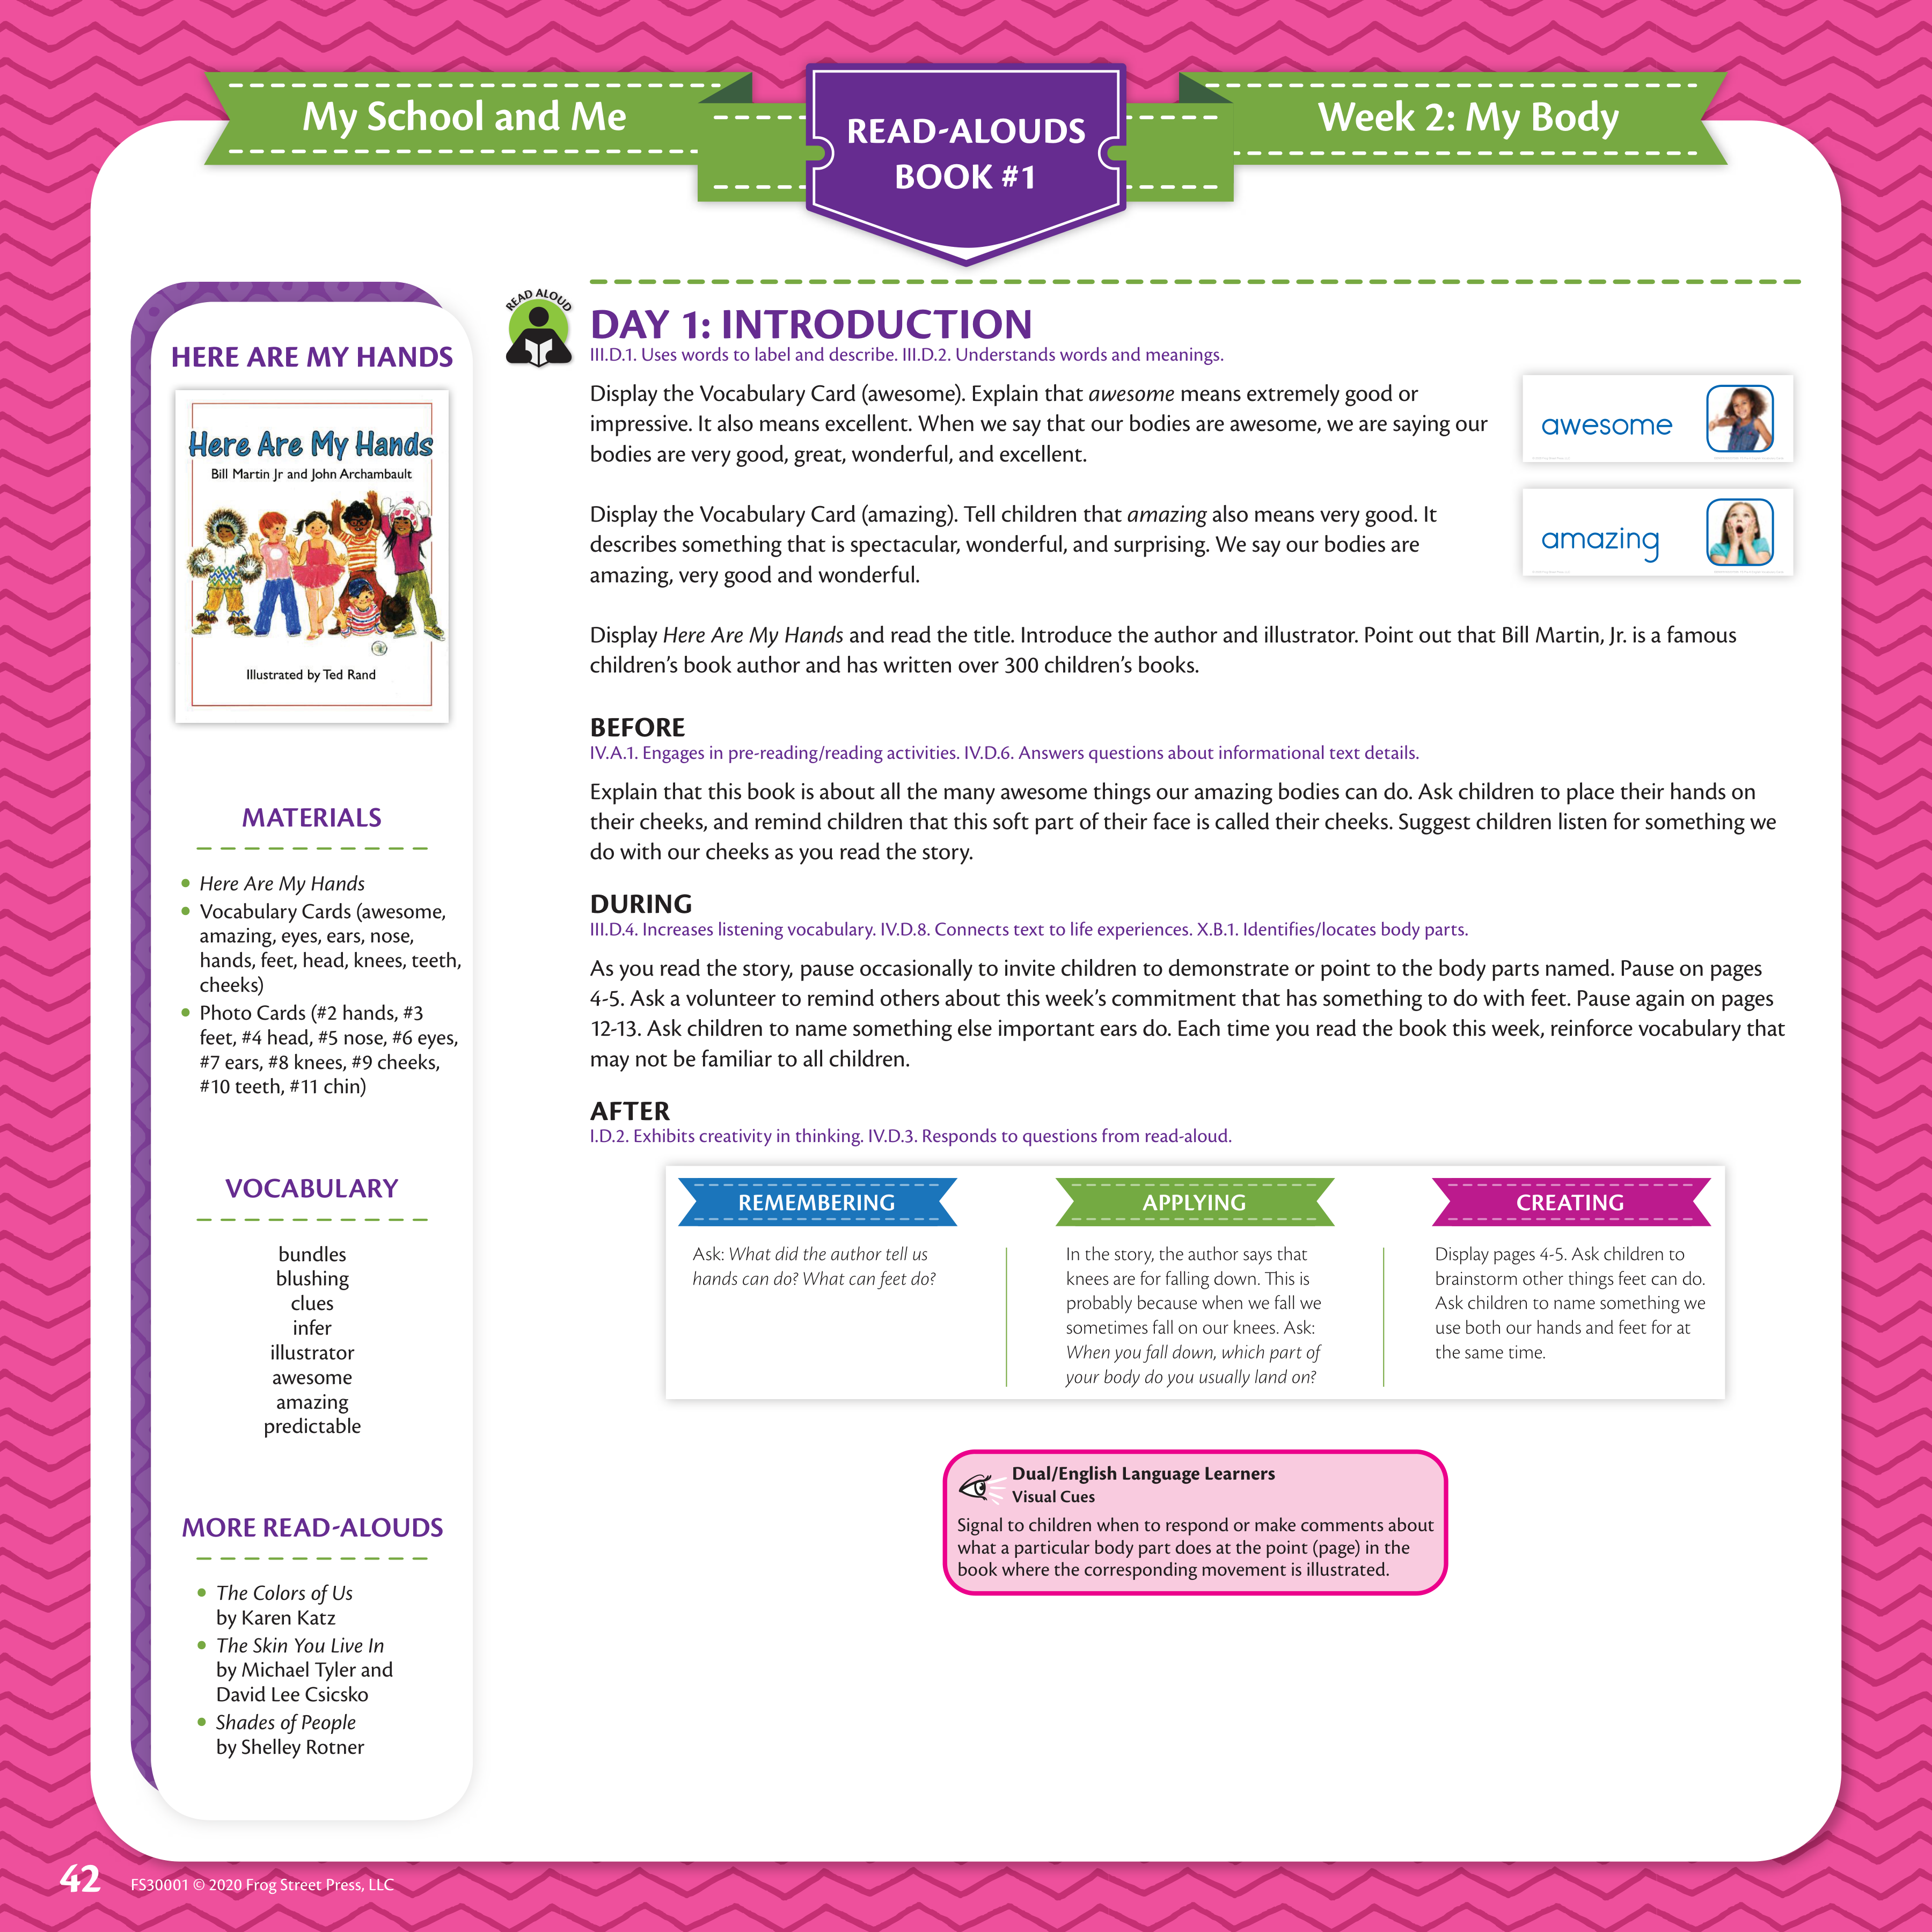 My School and Me
READ-ALOUDS
BOOK #1
Week 2: My Body
HERE ARE MY HANDS
Here Are My Hands
Bill Martin Jr and John Archambault
Illustrated by Ted Rand
MATERIALS
• Here Are My Hands
• Vocabulary Cards (awesome,
amazing, eyes, ears, nose,
hands, feet, head, knees, teeth,
cheeks)
• Photo Cards (#2 hands, #3
feet, #4 head, #5 nose, #6 eyes,
#7 ears, #8 knees, #9 cheeks,
#10 teeth, #11 chin)
VOCABULARY
bundles
blushing
clues
infer
illustrator
awesome
amazing
predictable
MORE READ-ALOUDS
• The Colors of Us
by Karen Katz
• The Skin You Live In
by Michael Tyler and
David Lee Csicsko
• Shades of People
by Shelley Rotner
READ ALOUD
DAY 1: INTRODUCTION
III.D.1. Uses words to label and describe. III.D.2. Understands words and meanings.
Display the Vocabulary Card (awesome). Explain that awesome means extremely good or
impressive. It also means excellent. When we say that our bodies are awesome, we are saying our
bodies are very good, great, wonderful, and excellent.
awesome
Display the Vocabulary Card (amazing). Tell children that amazing also means very good. It
describes something that is spectacular, wonderful, and surprising. We say our bodies are
amazing, very good and wonderful.
amazing
Display Here Are My Hands and read the title. Introduce the author and illustrator. Point out that Bill Martin, Jr. is a famous
children's book author and has written over 300 children's books.
BEFORE
IV.A.1. Engages in pre-reading/reading activities. IV.D.6. Answers questions about informational text details.
Explain that this book is about all the many awesome things our amazing bodies can do. Ask children to place their hands on
their cheeks, and remind children that this soft part of their face is called their cheeks. Suggest children listen for something we
do with our cheeks as you read the story.
DURING
III.D.4. Increases listening vocabulary. IV.D.8. Connects text to life experiences. X.B.1. Identifies/locates body parts.
As you read the story, pause occasionally to invite children to demonstrate or point to the body parts named. Pause on pages
4-5. Ask a volunteer to remind others about this week's commitment that has something to do with feet. Pause again on pages
12-13. Ask children to name something else important ears do. Each time you read the book this week, reinforce vocabulary that
may not be familiar to all children.
AFTER
I.D.2. Exhibits creativity in thinking. IV.D.3. Responds to questions from read-aloud.
REMEMBERING
Ask: What did the author tell us
hands can do? What can feet do?
APPLYING
In the story, the author says that
knees are for falling down. This is
probably because when we fall we
sometimes fall on our knees. Ask:
When you fall down, which part of
your body do you usually land on?
CREATING
Display pages 4-5. Ask children to
brainstorm other things feet can do.
Ask children to name something we
use both our hands and feet for at
the same time.
Dual/English Language Learners
Visual Cues
Signal to children when to respond or make comments about
what a particular body part does at the point (page) in the
book where the corresponding movement is illustrated.
42
FS30001 © 2020 Frog Street Press, LLC